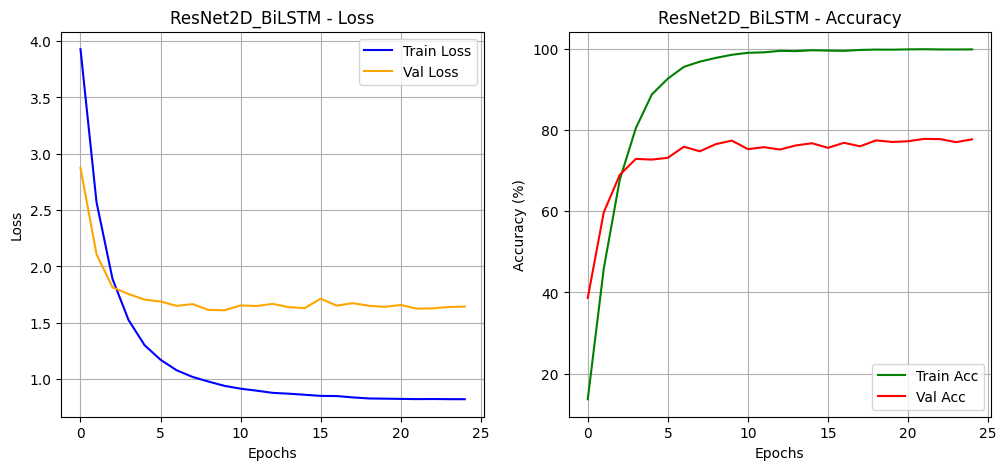 ResNet2D_BiLSTM - Loss
4.0
3.5
3.0
2.5
2.0
1.5
1.0
Loss
Train Loss
Val Loss
0 5 10 15 20 25
Epochs
ResNet2D_BiLSTM - Accuracy
100
80
60
40
20
Accuracy (%)
Train Acc
Val Acc
0 5 10 15 20 25
Epochs